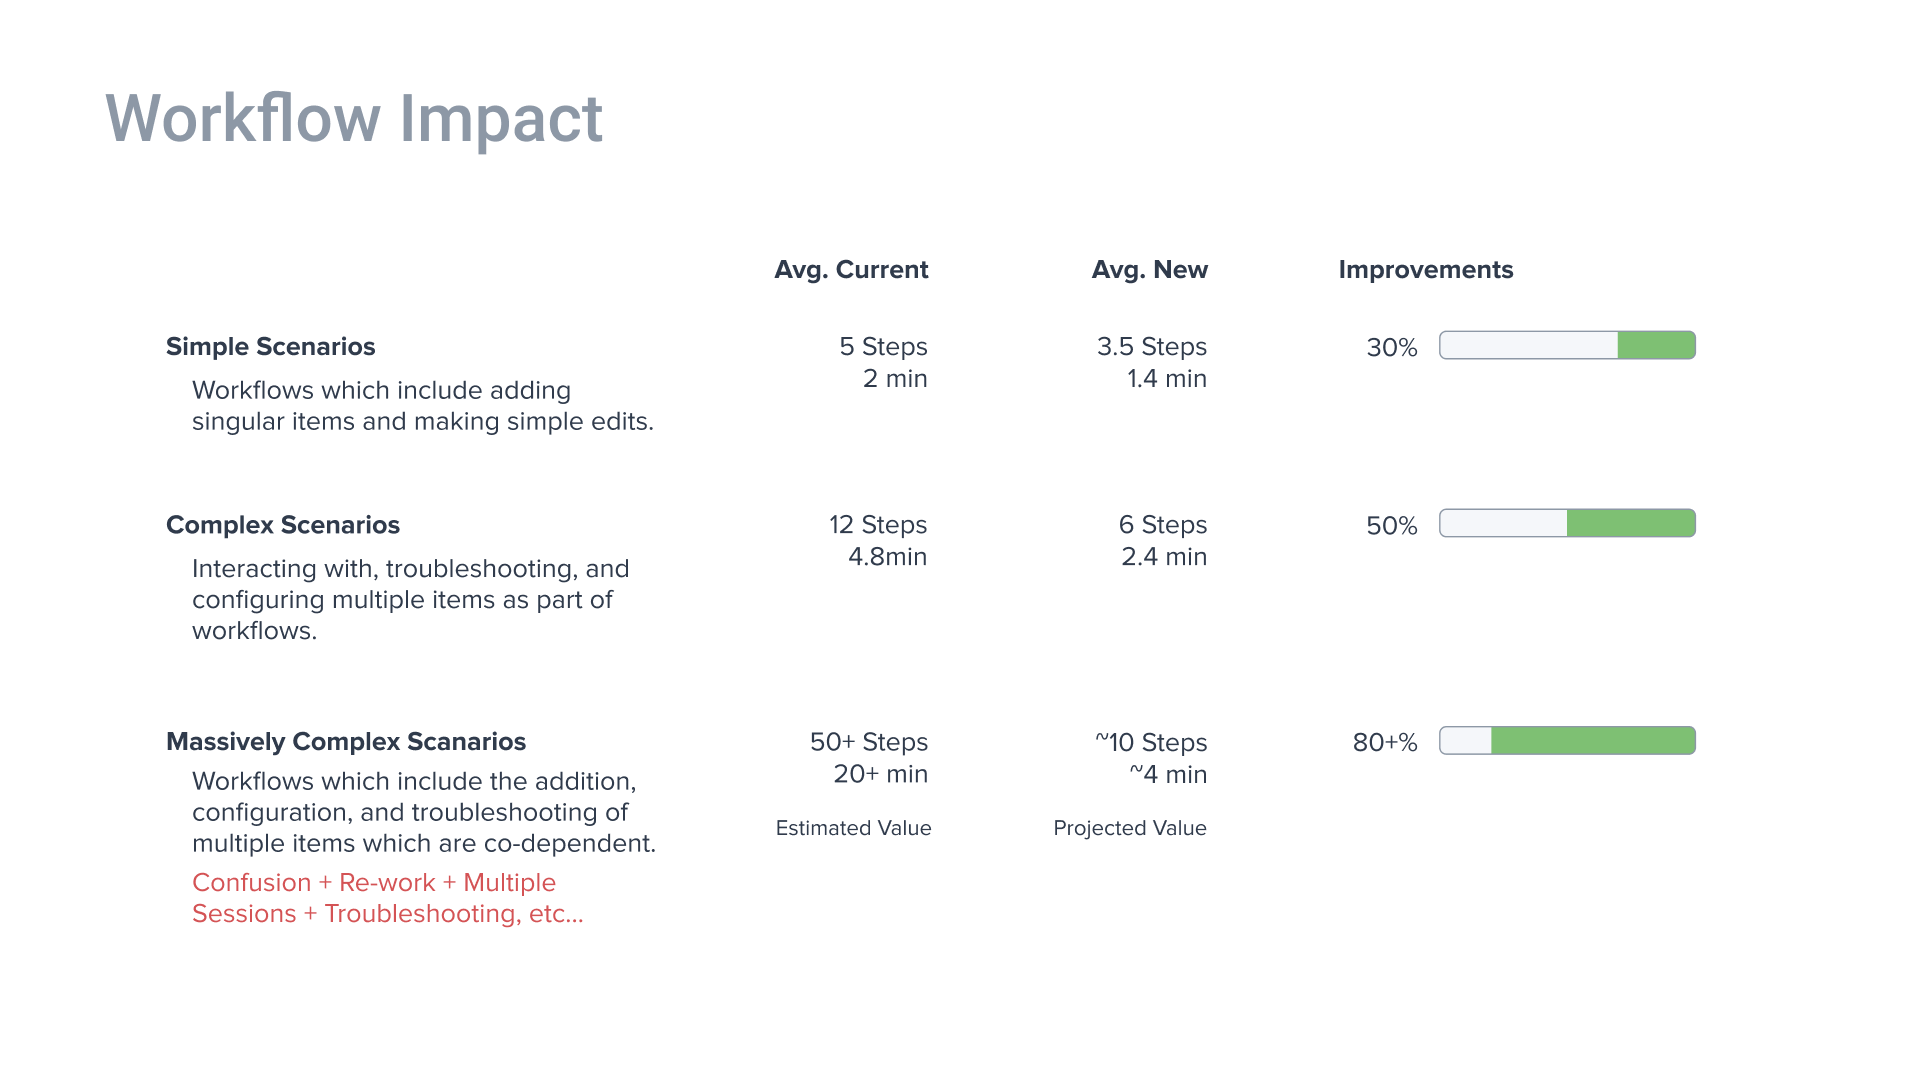 Workflow Impact
Avg. Current Avg. New Improvements
Simple Scenarios 5 Steps 3.5 Steps 30%
2 min 1.4 min
Workflows which include adding
singular items and making simple edits.
Complex Scenarios 12 Steps 6 Steps 50%
4.8min 2.4 min
Interacting with, troubleshooting, and
configuring multiple items as part of
workflows.
Massively Complex Scanarios 50+ Steps ~10 Steps 80+%
20+ min ~4 min
Workflows which include the addition,
configuration, and troubleshooting of
multiple items which are co-dependent.
Estimated Value Projected Value
Confusion + Re-work + Multiple
Sessions + Troubleshooting, etc...